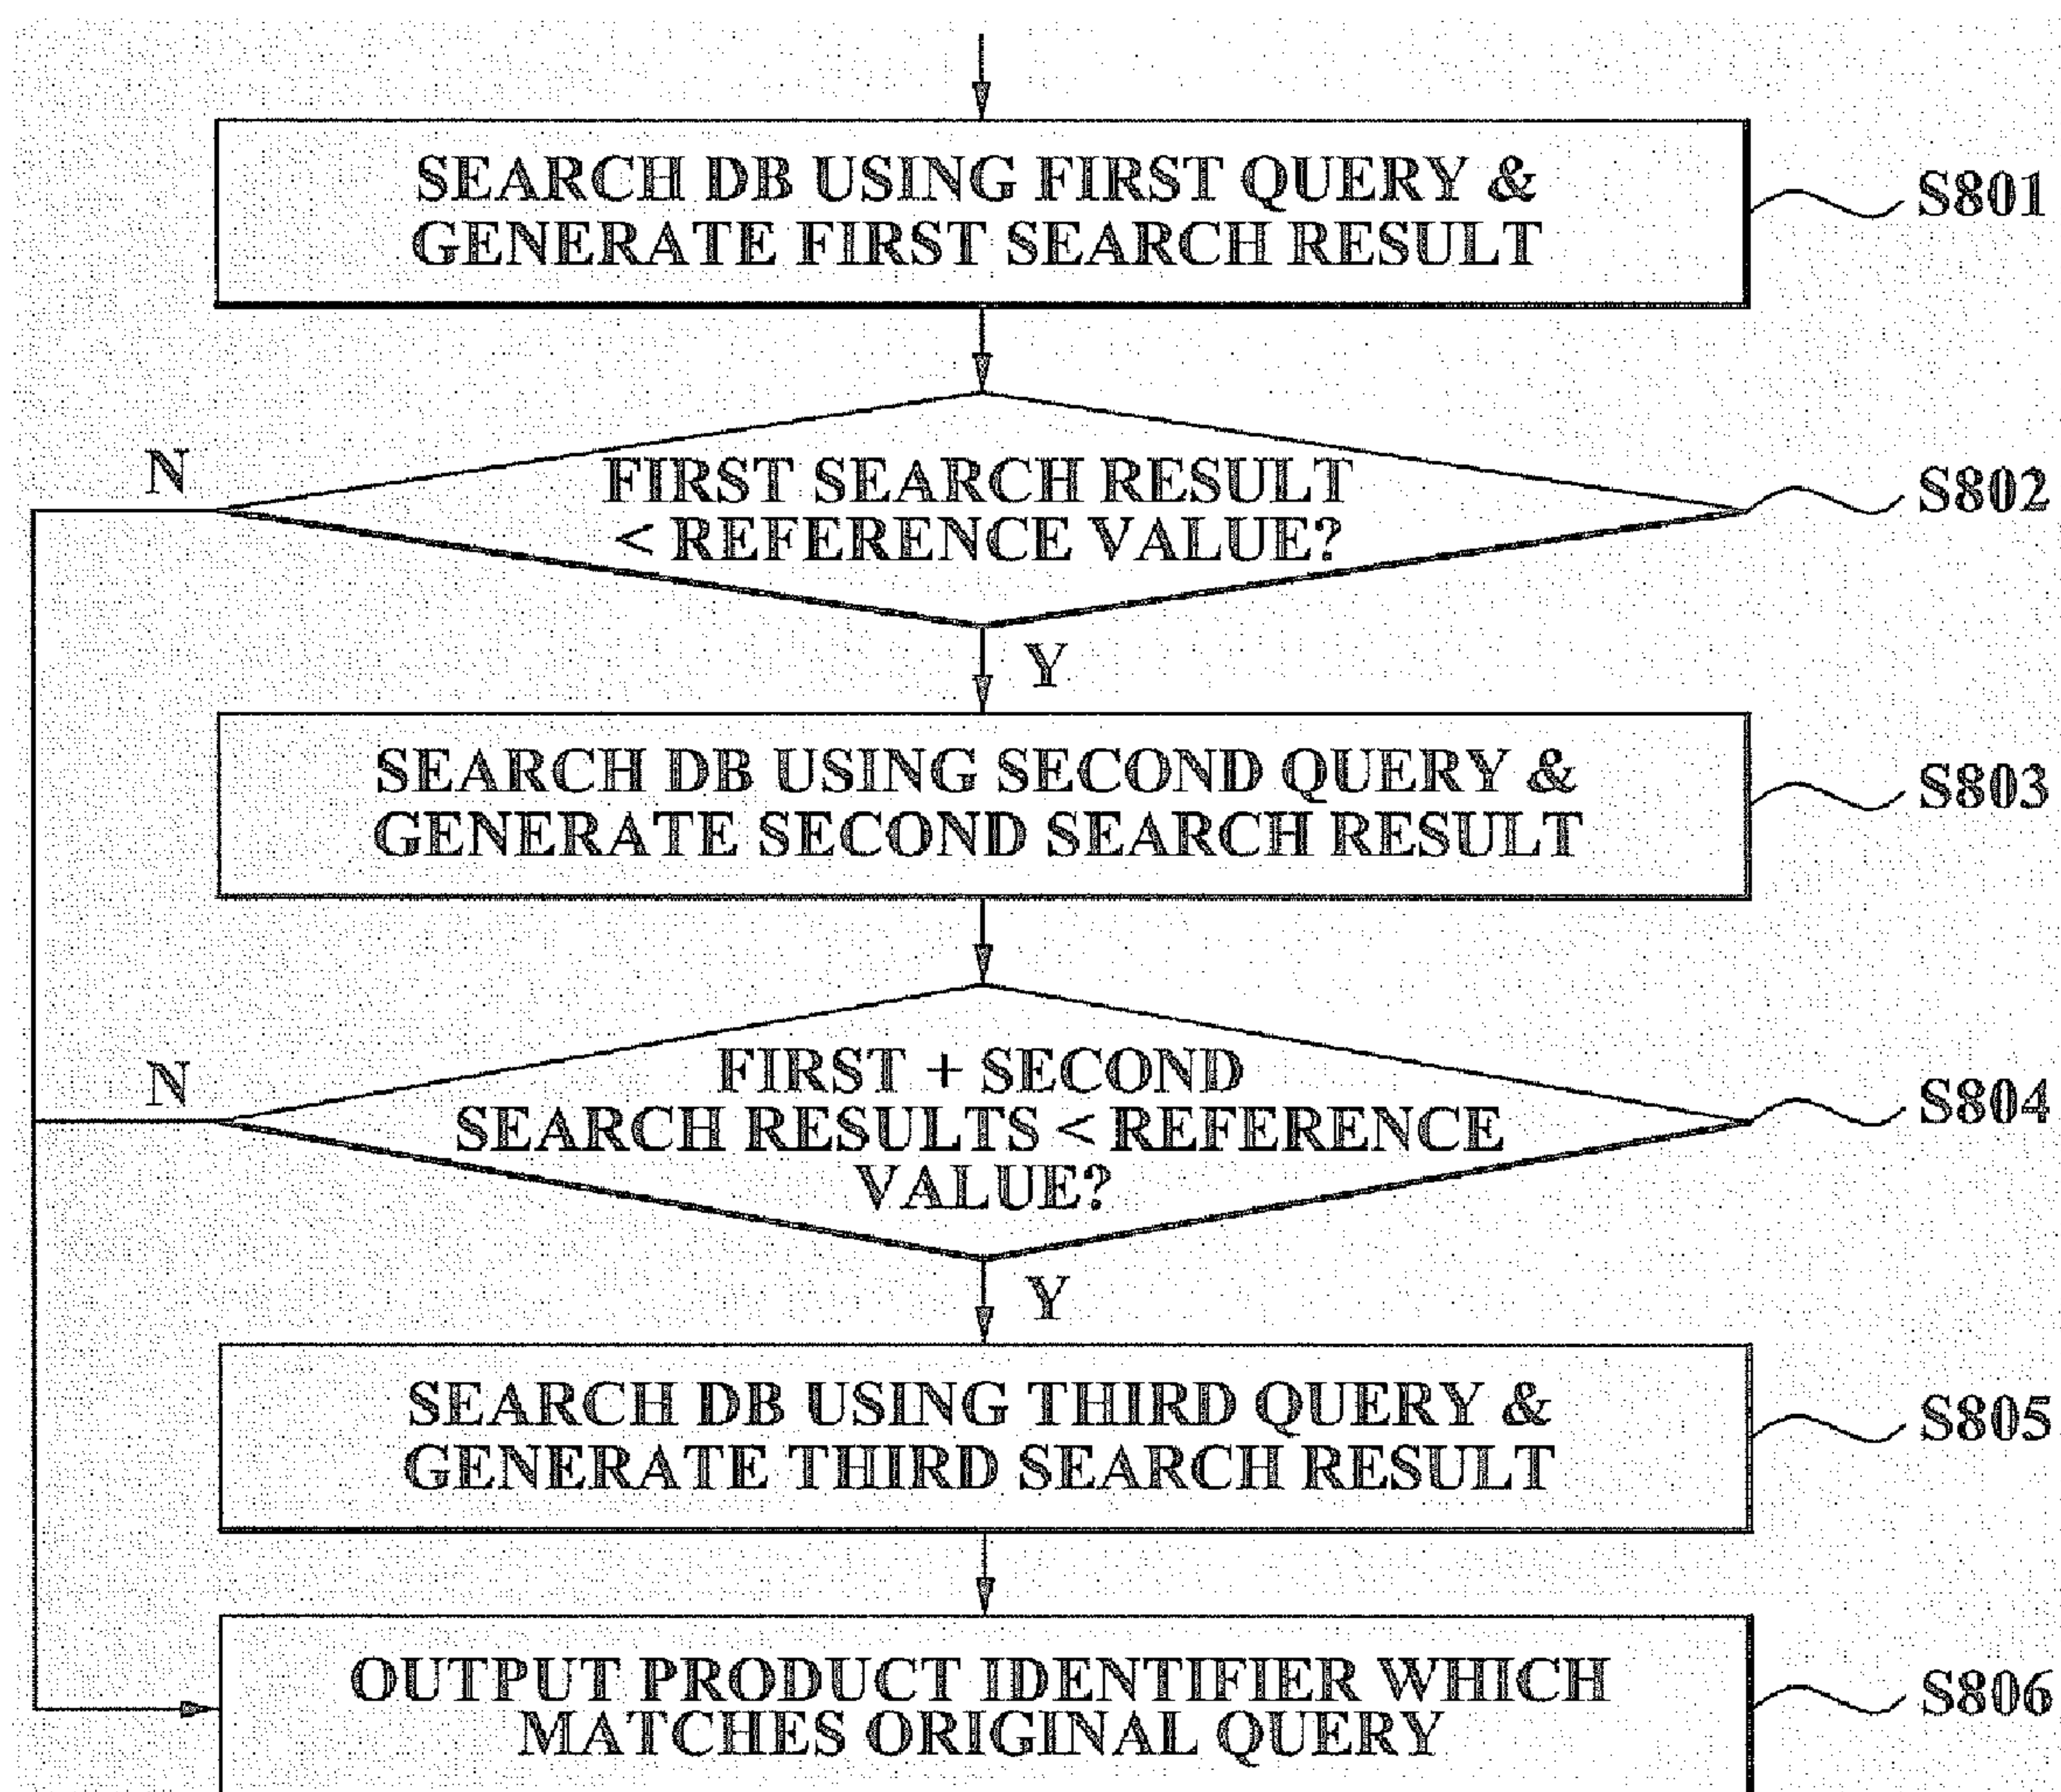 SEARCH DB USING FIRST QUERY &
GENERATE FIRST SEARCH RESULT
S801
FIRST SEARCH RESULT
< REFERENCE VALUE?
S802
N
Y
SEARCH DB USING SECOND QUERY &
GENERATE SECOND SEARCH RESULT
S803
FIRST + SECOND
SEARCH RESULTS < REFERENCE
VALUE?
S804
N
Y
SEARCH DB USING THIRD QUERY &
GENERATE THIRD SEARCH RESULT
S805
OUTPUT PRODUCT IDENTIFIER WHICH
MATCHES ORIGINAL QUERY
S806